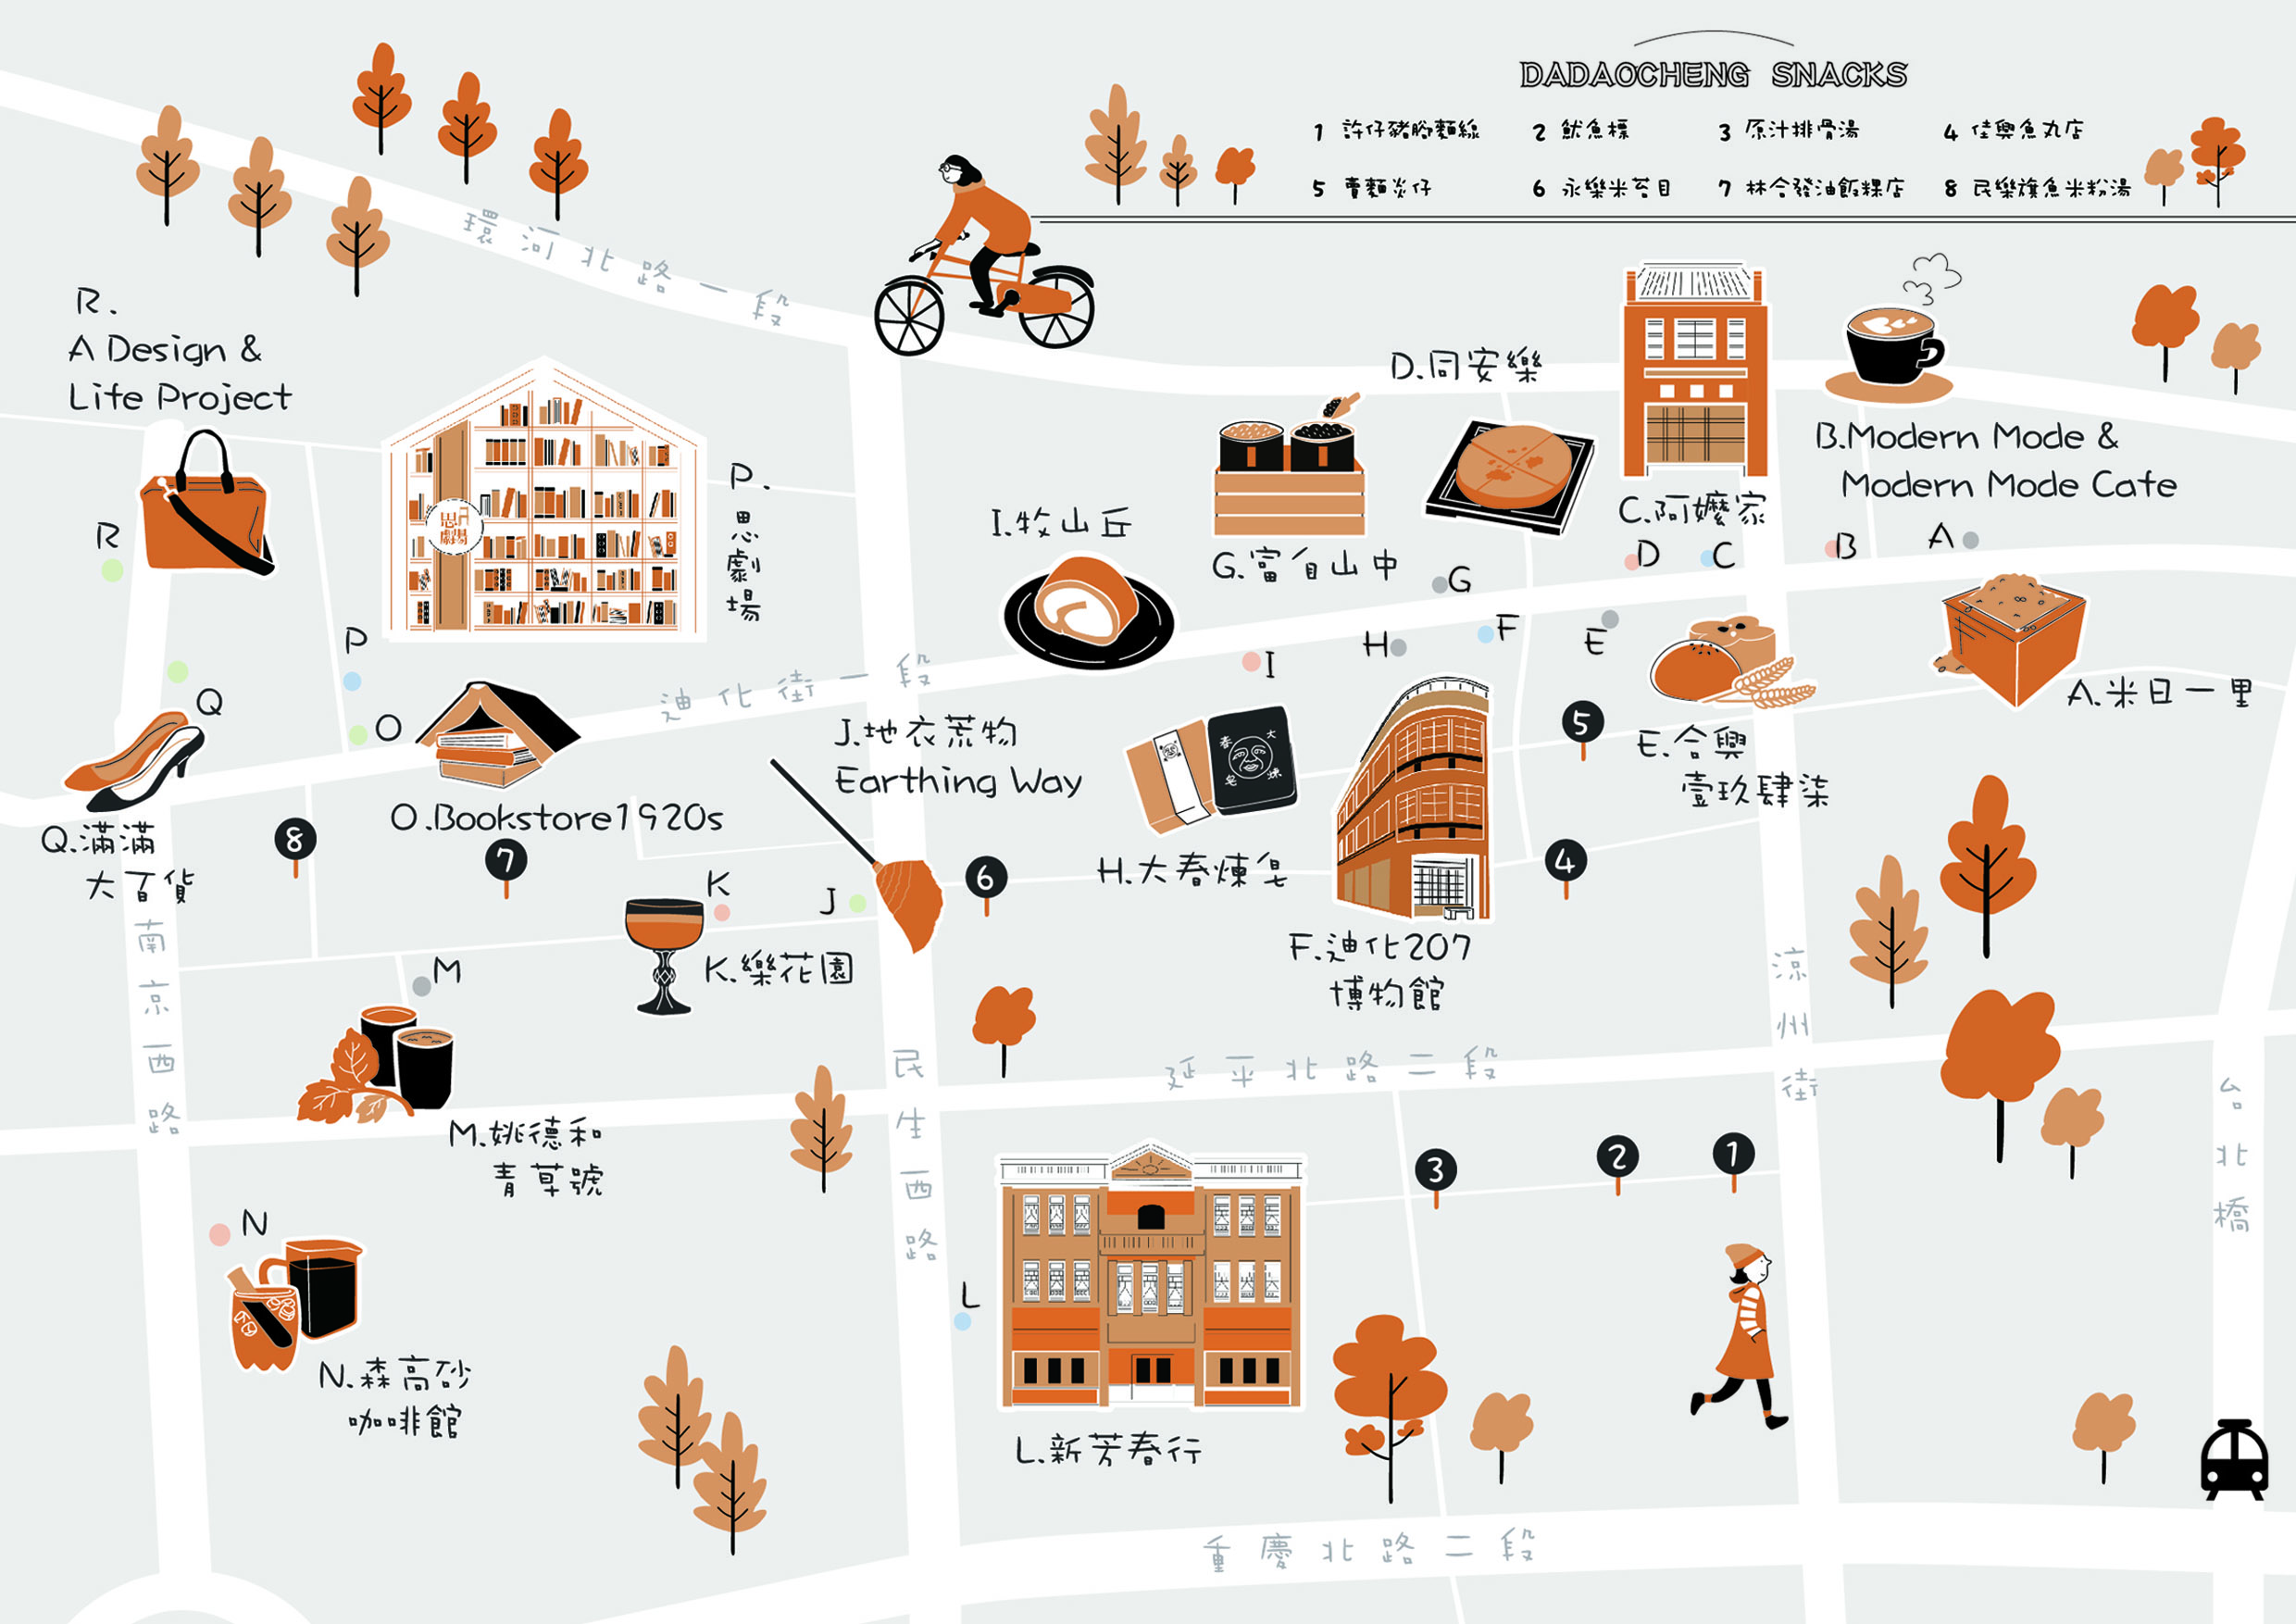 DADAOCHENG SNACKS
1 許仔豬腳麵線
2 魷魚標
3 原汁排骨湯
4 佳興魚丸店
5 賣麵炎仔
6 永樂米苔目
7 林合發油飯粿店
8 民樂旗魚米粉湯
環河北路一段
R.
A Design &
Life Project
D.同安樂
B.Modern Mode &
Modern Mode Cafe
P.
思劇場
思劇場
I.牧山丘
G.富自山中
C.阿嬤家
R
D
C
B
A
G
P
H
F
E
I
迪化街一段
Q
O
J.地衣荒物
Earthing Way
大春煉皂
5
E.合興
壹玖肆柒
A.米日一里
O.Bookstore1920s
Q.滿滿
大百貨
8
7
6
4
H.大春煉皂
K
J
F.迪化207
博物館
南京西路
M
K.樂花園
涼州街
民生西路
延平北路二段
台北橋
M.姚德和
青草號
3
2
1
N
L
N.森高砂
咖啡館
L.新芳春行
重慶北路二段